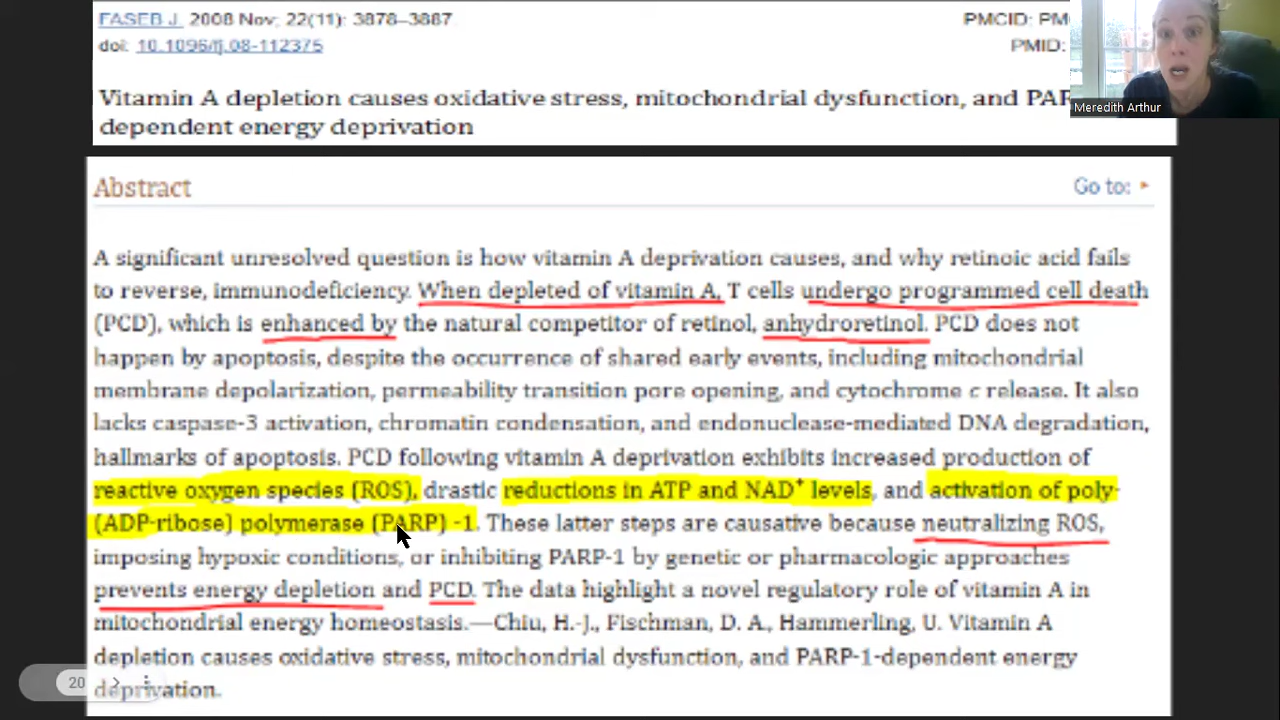 FASEB J. 2008 Nov; 22(11): 3878–3887.
doi: 10.1096/fj.08-112375
PMCID: PM
PMID:
Meredith Arthur
Vitamin A depletion causes oxidative stress, mitochondrial dysfunction, and PAR
dependent energy deprivation
Abstract
Go to: ▸
A significant unresolved question is how vitamin A deprivation causes, and why retinoic acid fails
to reverse, immunodeficiency. When depleted of vitamin A, T cells undergo programmed cell death
(PCD), which is enhanced by the natural competitor of retinol, anhydroretinol. PCD does not
happen by apoptosis, despite the occurrence of shared early events, including mitochondrial
membrane depolarization, permeability transition pore opening, and cytochrome c release. It also
lacks caspase-3 activation, chromatin condensation, and endonuclease-mediated DNA degradation,
hallmarks of apoptosis. PCD following vitamin A deprivation exhibits increased production of
reactive oxygen species (ROS), drastic reductions in ATP and NAD⁺ levels, and activation of poly-
(ADP-ribose) polymerase (PARP) -1. These latter steps are causative because neutralizing ROS,
imposing hypoxic conditions, or inhibiting PARP-1 by genetic or pharmacologic approaches
prevents energy depletion and PCD. The data highlight a novel regulatory role of vitamin A in
mitochondrial energy homeostasis.—Chiu, H.-J., Fischman, D. A., Hammerling, U. Vitamin A
depletion causes oxidative stress, mitochondrial dysfunction, and PARP-1-dependent energy
deprivation.
20